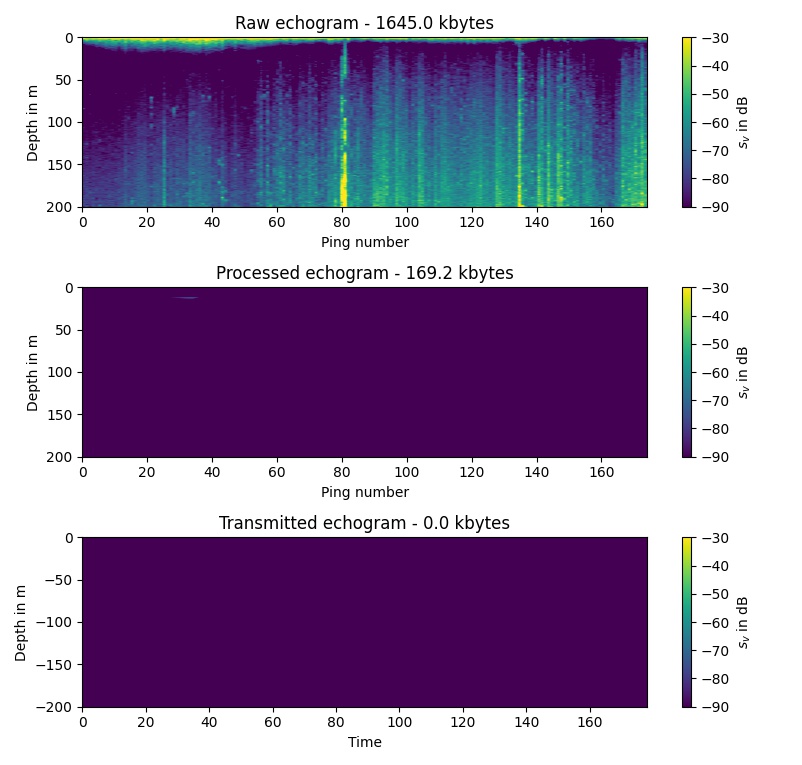 Raw echogram - 1645.0 kbytes
0
50
100
150
200
Depth in m
0 20 40 60 80 100 120 140 160
Ping number
−30
−40
−50
−60
−70
−80
−90
sv in dB
Processed echogram - 169.2 kbytes
0
50
100
150
200
Depth in m
0 20 40 60 80 100 120 140 160
Ping number
−30
−40
−50
−60
−70
−80
−90
sv in dB
Transmitted echogram - 0.0 kbytes
0
−50
−100
−150
−200
Depth in m
0 20 40 60 80 100 120 140 160
Time
−30
−40
−50
−60
−70
−80
−90
sv in dB